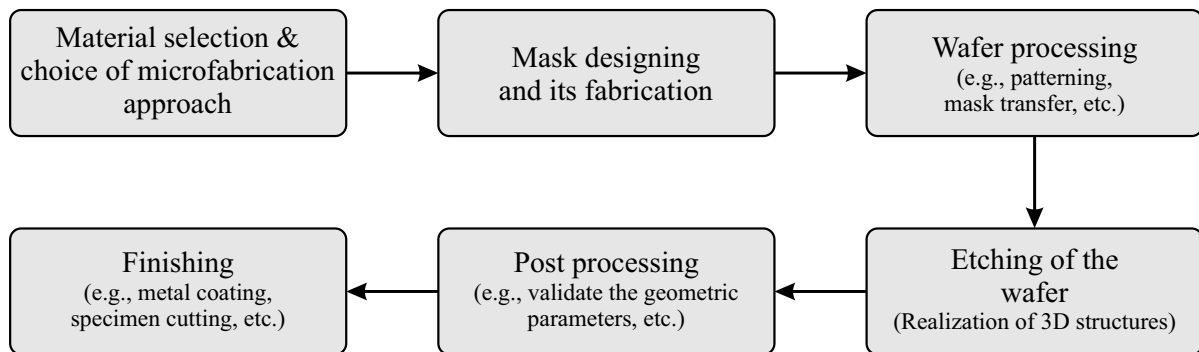 Material selection &
choice of microfabrication
approach
Mask designing
and its fabrication
Wafer processing
(e.g., patterning,
mask transfer, etc.)
Etching of the
wafer
(Realization of 3D structures)
Post processing
(e.g., validate the geometric
parameters, etc.)
Finishing
(e.g., metal coating,
specimen cutting, etc.)